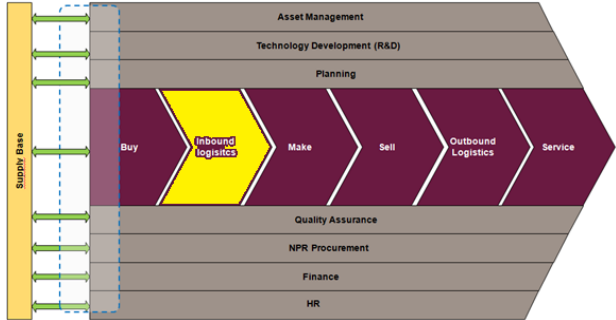 Asset Management
Technology Development (R&D)
Planning
Supply Base
Buy
Inbound
logisitcs
Make
Sell
Outbound
Logistics
Service
Quality Assurance
NPR Procurement
Finance
HR